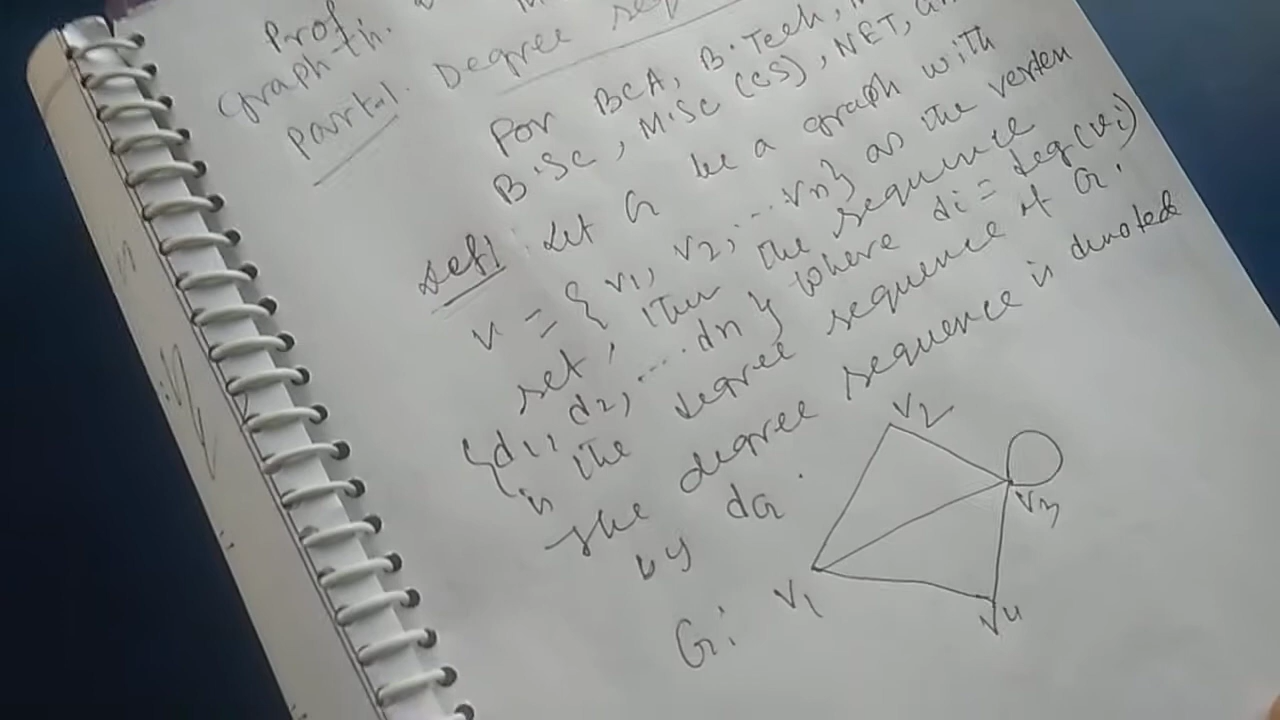 Prof.
Graph th.
Part-1. Degree seq
For BCA, B.Tech,
B.Sc, M.Sc (CS), NET,
def: Let G be a graph with
V = { v1, v2, ... vn} as the vertex
set, then the sequence
{d1, d2, ... dn} where di = deg(vi)
is the degree sequence of G.
The degree sequence is denoted
by dG.
V2
V3
G: V1
V4